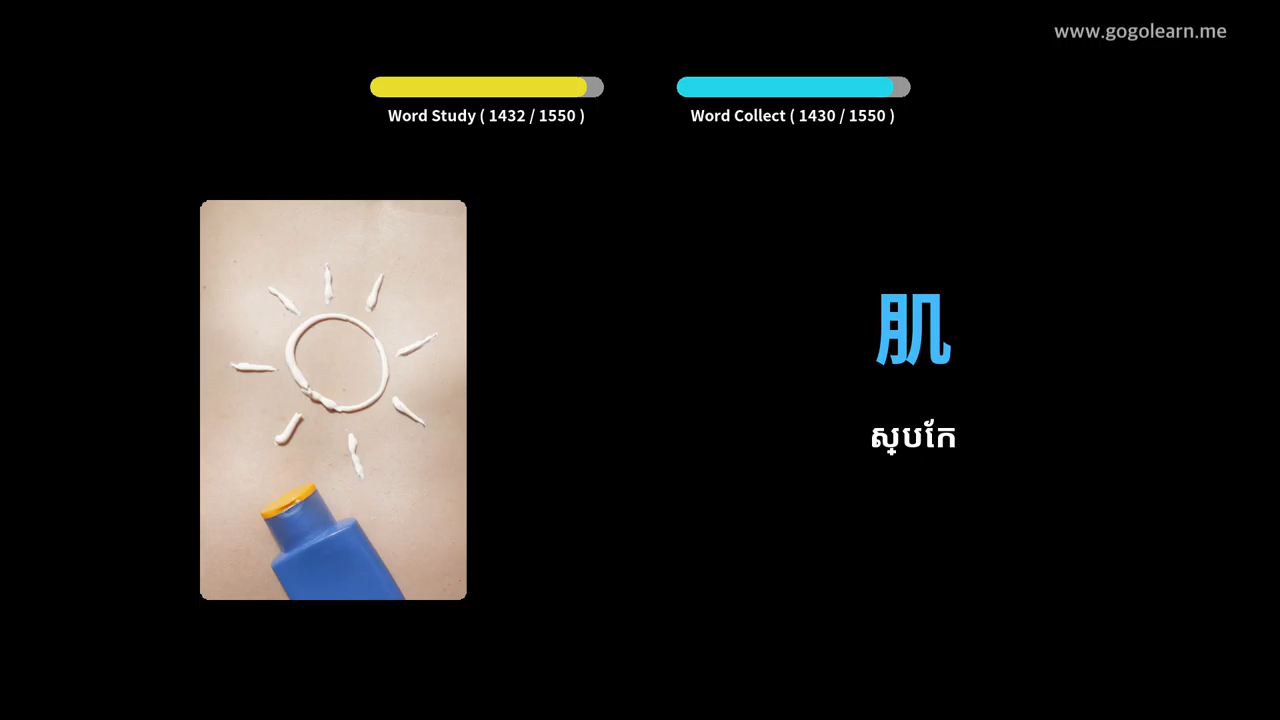 www.gogolearn.me
Word Study ( 1432 / 1550 )
Word Collect ( 1430 / 1550 )
肌
ស្បែក